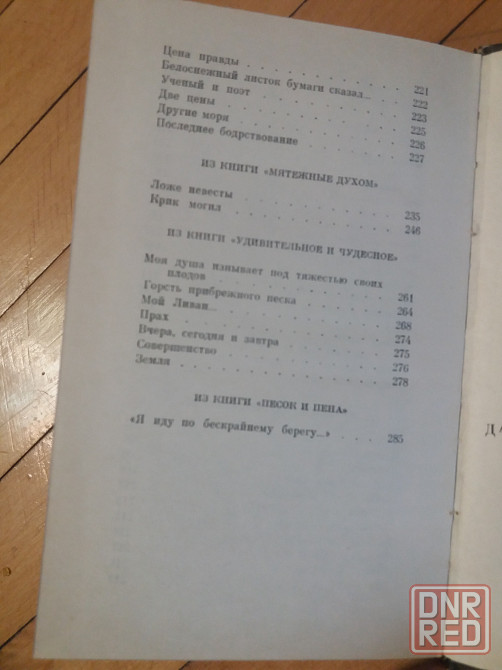 Цена правды . . . . . . . . . 221
Белоснежный листок бумаги сказал... 222
Ученый и поэт . . . . . . . . 223
Две цены . . . . . . . . . 225
Другие моря . . . . . . . . . 226
Последнее бодрствование . . . . . 227
ИЗ КНИГИ «МЯТЕЖНЫЕ ДУХОМ»
Ложе невесты . . . . . . . . 235
Крик могил . . . . . . . . . 246
ИЗ КНИГИ «УДИВИТЕЛЬНОЕ И ЧУДЕСНОЕ»
Моя душа изнывает под тяжестью своих
плодов . . . . . . . . . 261
Горсть прибрежного песка . . . . . 264
Мой Ливан... . . . . . . . . 268
Прах . . . . . . . . . . 274
Вчера, сегодня и завтра . . . . . 275
Совершенство . . . . . . . . 276
Земля . . . . . . . . . . 278
ИЗ КНИГИ «ПЕСОК И ПЕНА»
«Я иду по бескрайнему берегу...» . . . 285
DNR
RED